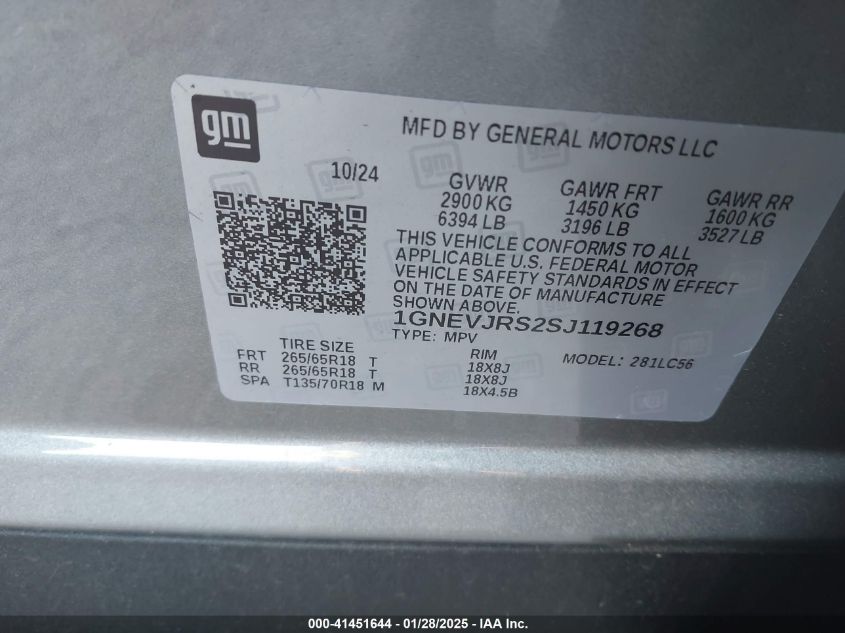 gm
MFD BY GENERAL MOTORS LLC
10/24
GVWR
2900 KG
6394 LB
GAWR FRT
1450 KG
3196 LB
GAWR RR
1600 KG
3527 LB
THIS VEHICLE CONFORMS TO ALL
APPLICABLE U.S. FEDERAL MOTOR
VEHICLE SAFETY STANDARDS IN EFFECT
ON THE DATE OF MANUFACTURE
SHOWN ABOVE.
1GNEVJRS2SJ119268
TYPE: MPV
MODEL: 281LC56
TIRE SIZE RIM
FRT 265/65R18 T 18X8J
RR 265/65R18 T 18X8J
SPA T135/70R18 M 18X4.5B
000-41451644 - 01/28/2025 - IAA Inc.